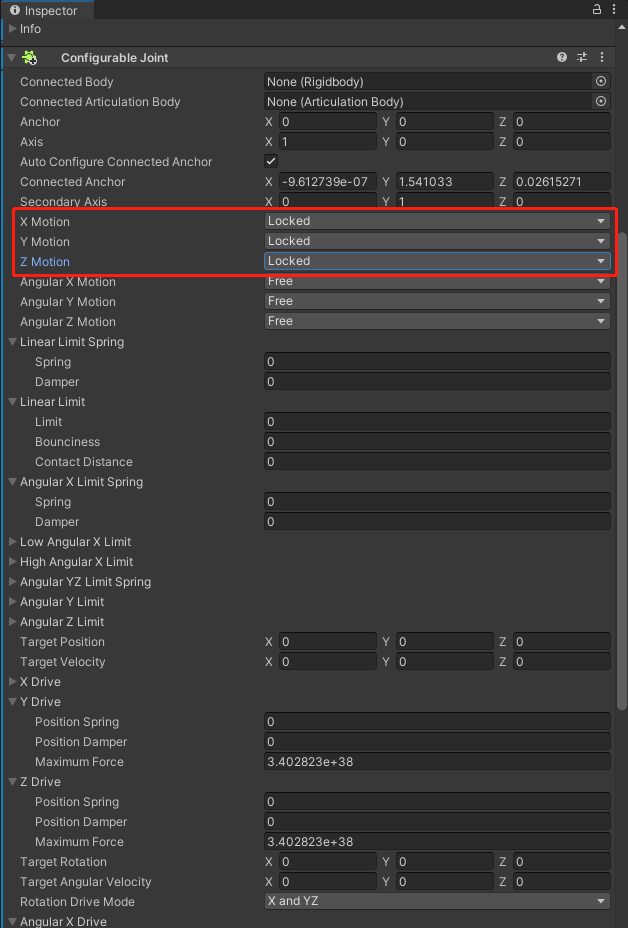 Inspector
Info
Configurable Joint
Connected Body None (Rigidbody)
Connected Articulation Body None (Articulation Body)
Anchor X 0 Y 0 Z 0
Axis X 1 Y 0 Z 0
Auto Configure Connected Anchor
Connected Anchor X -9.612739e-07 Y 1.541033 Z 0.02615271
Secondary Axis X 0 Y 1 Z 0
X Motion Locked
Y Motion Locked
Z Motion Locked
Angular X Motion Free
Angular Y Motion Free
Angular Z Motion Free
Linear Limit Spring
Spring 0
Damper 0
Linear Limit
Limit 0
Bounciness 0
Contact Distance 0
Angular X Limit Spring
Spring 0
Damper 0
Low Angular X Limit
High Angular X Limit
Angular YZ Limit Spring
Angular Y Limit
Angular Z Limit
Target Position X 0 Y 0 Z 0
Target Velocity X 0 Y 0 Z 0
X Drive
Y Drive
Position Spring 0
Position Damper 0
Maximum Force 3.402823e+38
Z Drive
Position Spring 0
Position Damper 0
Maximum Force 3.402823e+38
Target Rotation X 0 Y 0 Z 0
Target Angular Velocity X 0 Y 0 Z 0
Rotation Drive Mode X and YZ
Angular X Drive